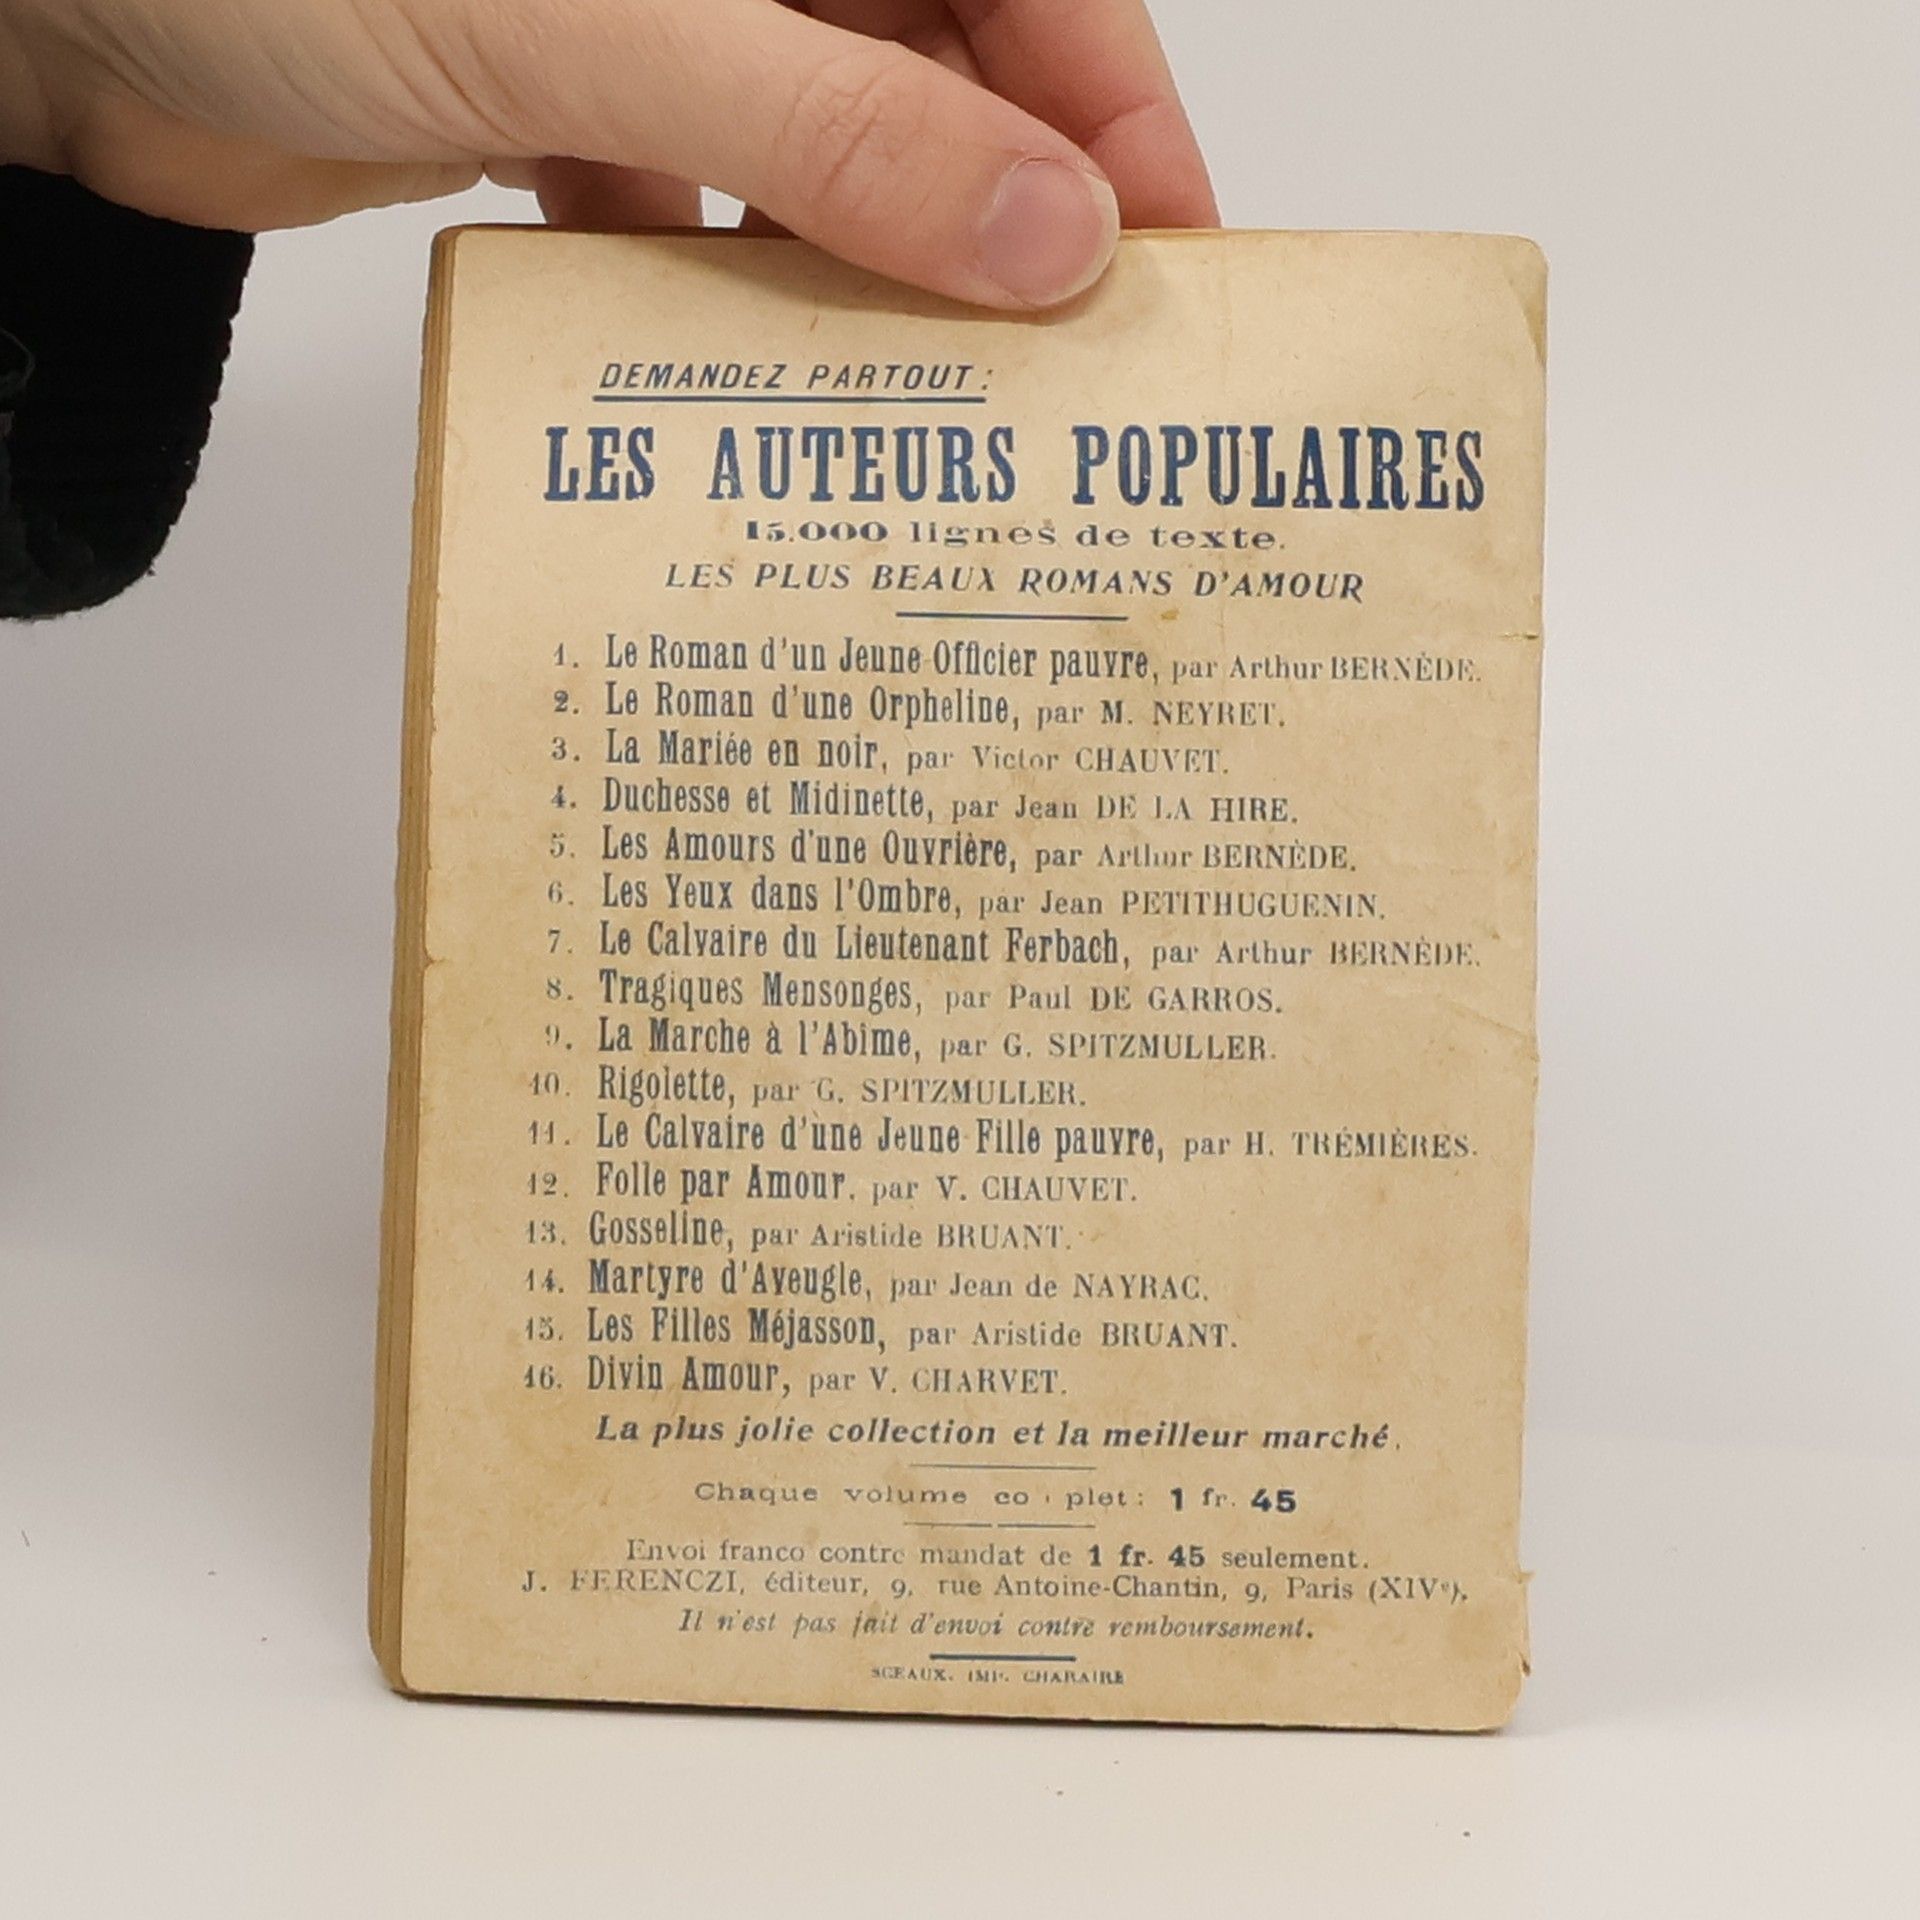 DEMANDEZ PARTOUT :
LES AUTEURS POPULAIRES
15.000 lignes de texte.
LES PLUS BEAUX ROMANS D'AMOUR
1. Le Roman d'un Jeune Officier pauvre, par Arthur BERNÈDE.
2. Le Roman d'une Orpheline, par M. NEYRET.
3. La Mariée en noir, par Victor CHAUVET.
4. Duchesse et Midinette, par Jean DE LA HIRE.
5. Les Amours d'une Ouvrière, par Arthur BERNÈDE.
6. Les Yeux dans l'Ombre, par Jean PETITHUGUENIN.
7. Le Calvaire du Lieutenant Ferbach, par Arthur BERNÈDE.
8. Tragiques Mensonges, par Paul DE GARROS.
9. La Marche à l'Abîme, par G. SPITZMULLER.
10. Rigolette, par G. SPITZMULLER.
11. Le Calvaire d'une Jeune Fille pauvre, par H. TRÉMIÈRES.
12. Folle par Amour, par V. CHAUVET.
13. Gosseline, par Aristide BRUANT.
14. Martyre d'Aveugle, par Jean de NAYRAC.
15. Les Filles Méjasson, par Aristide BRUANT.
16. Divin Amour, par V. CHARVET.
La plus jolie collection et la meilleur marché.
Chaque volume co plet : 1 fr. 45
Envoi franco contre mandat de 1 fr. 45 seulement.
J. FERENCZI, éditeur, 9, rue Antoine-Chantin, 9, Paris (XIVe).
Il n'est pas fait d'envoi contre remboursement.
SCEAUX. IMP. CHARAIRE